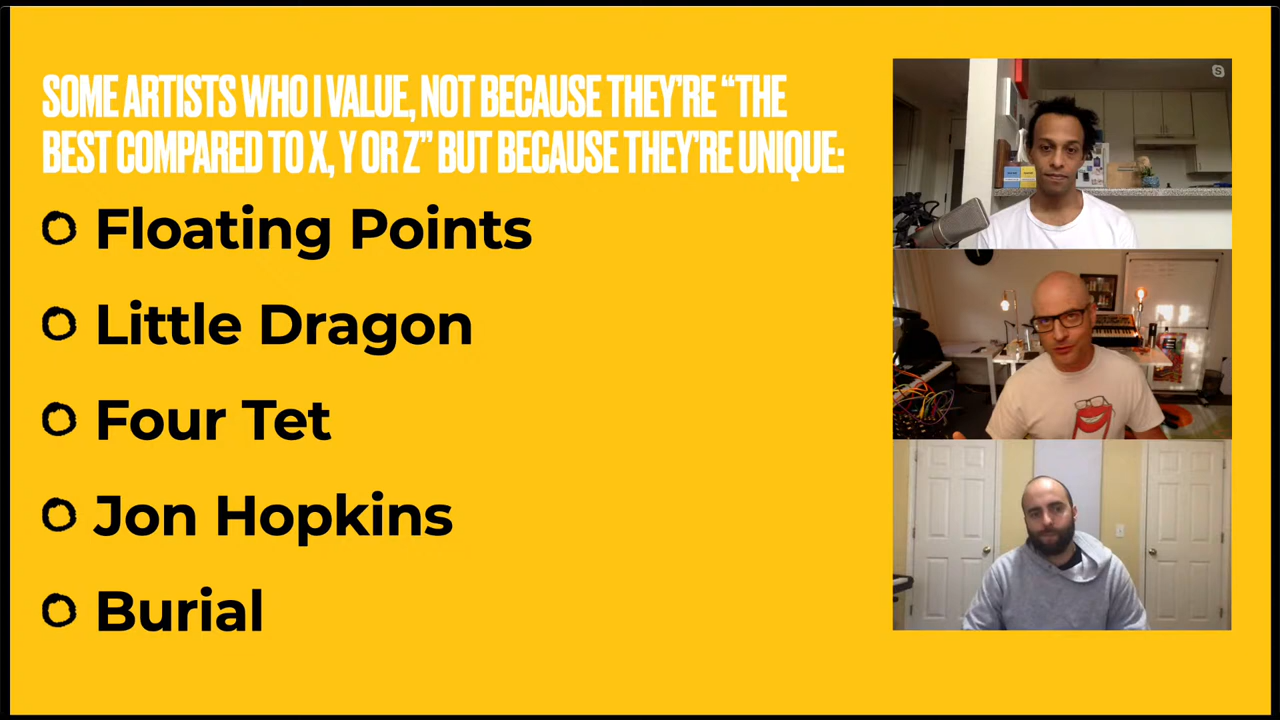 SOME ARTISTS WHO I VALUE, NOT BECAUSE THEY'RE “THE
BEST COMPARED TO X, Y OR Z” BUT BECAUSE THEY'RE UNIQUE:
Floating Points
Little Dragon
Four Tet
Jon Hopkins
Burial